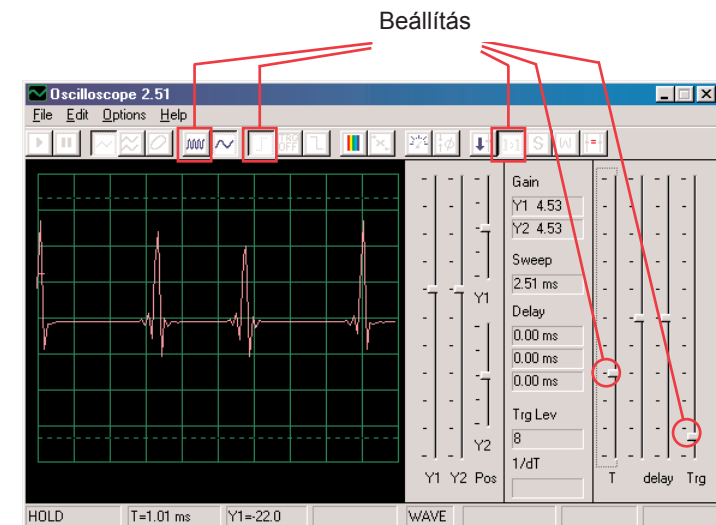 Beállítás
Oscilloscope 2.51
File Edit Options Help
TRG
OFF
1:1
S
W
Gain
Y1 4.53
Y2 4.53
Sweep
2.51 ms
Delay
0.00 ms
0.00 ms
0.00 ms
Trg Lev
8
1/dT
Y1
Y2
Y1 Y2 Pos
T delay Trg
HOLD T=1.01 ms Y1=-22.0 WAVE